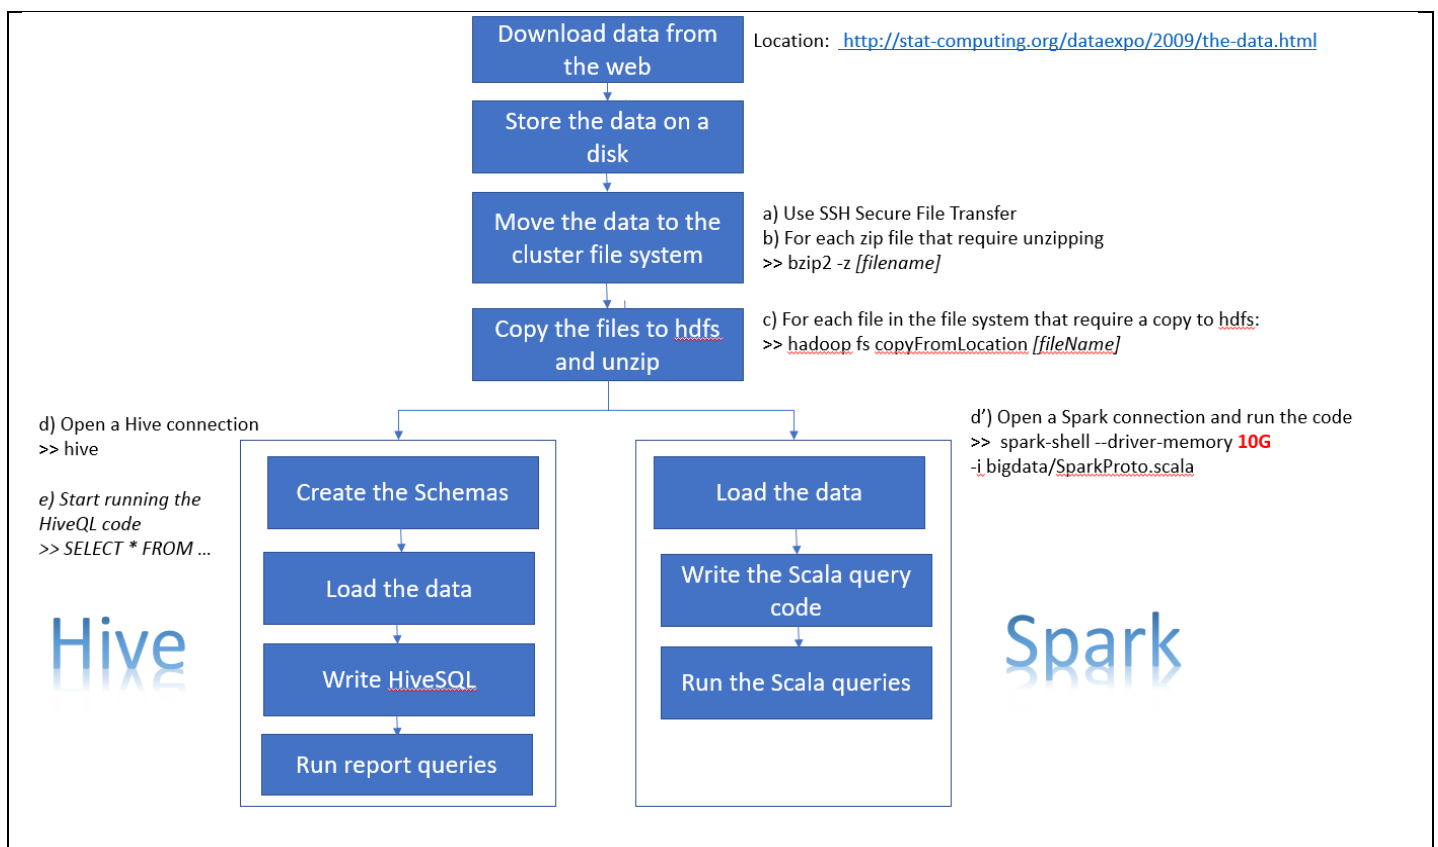 Download data from
the web
Location:  http://stat-computing.org/dataexpo/2009/the-data.html
Store the data on a
disk
Move the data to the
cluster file system
a) Use SSH Secure File Transfer
b) For each zip file that require unzipping
>> bzip2 -z [filename]
Copy the files to hdfs
and unzip
c) For each file in the file system that require a copy to hdfs:
>> hadoop fs copyFromLocation [fileName]
d) Open a Hive connection
>> hive
e) Start running the
HiveQL code
>> SELECT * FROM ...
Hive
Create the Schemas
Load the data
Write HiveSQL
Run report queries
d’) Open a Spark connection and run the code
>>  spark-shell --driver-memory 10G
-i bigdata/SparkProto.scala
Load the data
Write the Scala query
code
Run the Scala queries
Spark